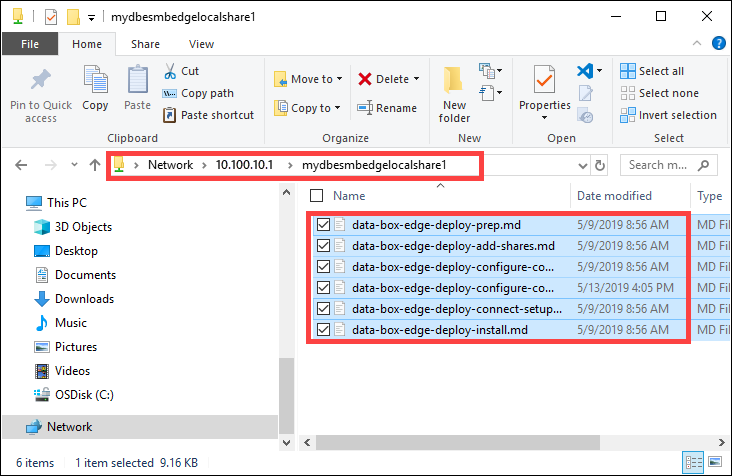 mydbesmbedgelocalshare1
File Home Share View
Pin to Quick access
Copy
Paste
Cut
Copy path
Paste shortcut
Clipboard
Move to
Copy to
Delete
Rename
Organize
New folder
New
Properties
Open
Select all
Select none
Invert selection
Select
Network > 10.100.10.1 > mydbesmbedgelocalshare1
Search m...
This PC
3D Objects
Desktop
Documents
Downloads
Music
Pictures
Videos
OSDisk (C:)
Network
Name Date modified Type
data-box-edge-deploy-prep.md 5/9/2019 8:56 AM MD Fil
data-box-edge-deploy-add-shares.md 5/9/2019 8:56 AM MD Fil
data-box-edge-deploy-configure-co... 5/9/2019 8:56 AM MD Fil
data-box-edge-deploy-configure-co... 5/13/2019 4:05 PM MD Fil
data-box-edge-deploy-connect-setup... 5/9/2019 8:56 AM MD Fil
data-box-edge-deploy-install.md 5/9/2019 8:56 AM MD Fil
6 items 1 item selected 9.16 KB